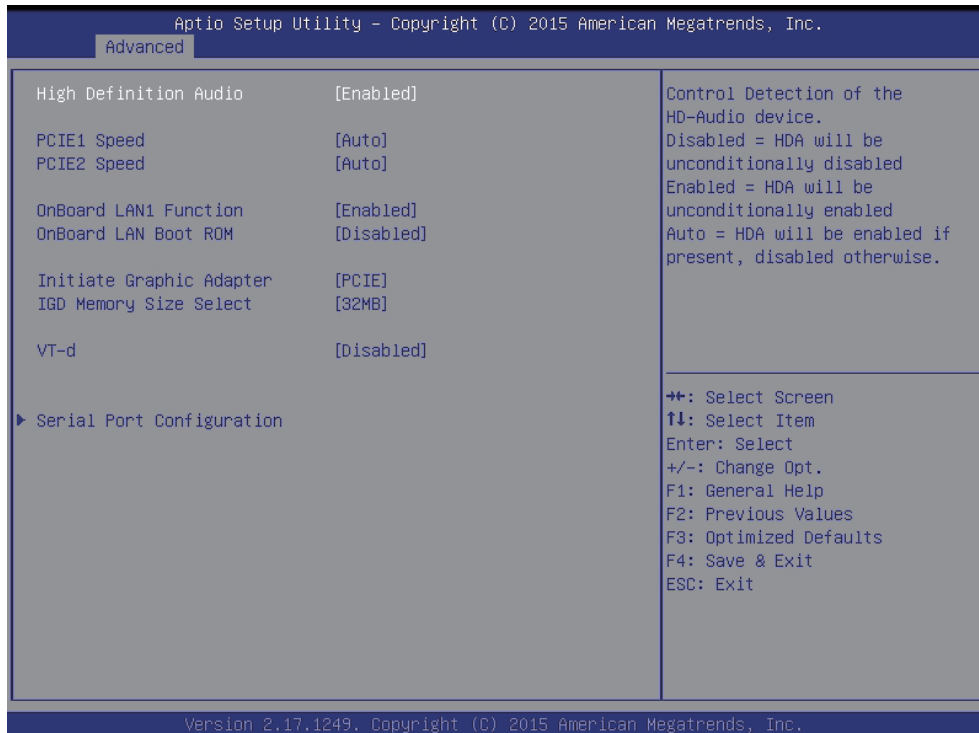 Aptio Setup Utility – Copyright (C) 2015 American Megatrends, Inc.
Advanced
High Definition Audio [Enabled]
PCIE1 Speed [Auto]
PCIE2 Speed [Auto]
OnBoard LAN1 Function [Enabled]
OnBoard LAN Boot ROM [Disabled]
Initiate Graphic Adapter [PCIE]
IGD Memory Size Select [32MB]
VT-d [Disabled]
▶ Serial Port Configuration
Control Detection of the
HD-Audio device.
Disabled = HDA will be
unconditionally disabled
Enabled = HDA will be
unconditionally enabled
Auto = HDA will be enabled if
present, disabled otherwise.
→←: Select Screen
↑↓: Select Item
Enter: Select
+/-: Change Opt.
F1: General Help
F2: Previous Values
F3: Optimized Defaults
F4: Save & Exit
ESC: Exit
Version 2.17.1249. Copyright (C) 2015 American Megatrends, Inc.